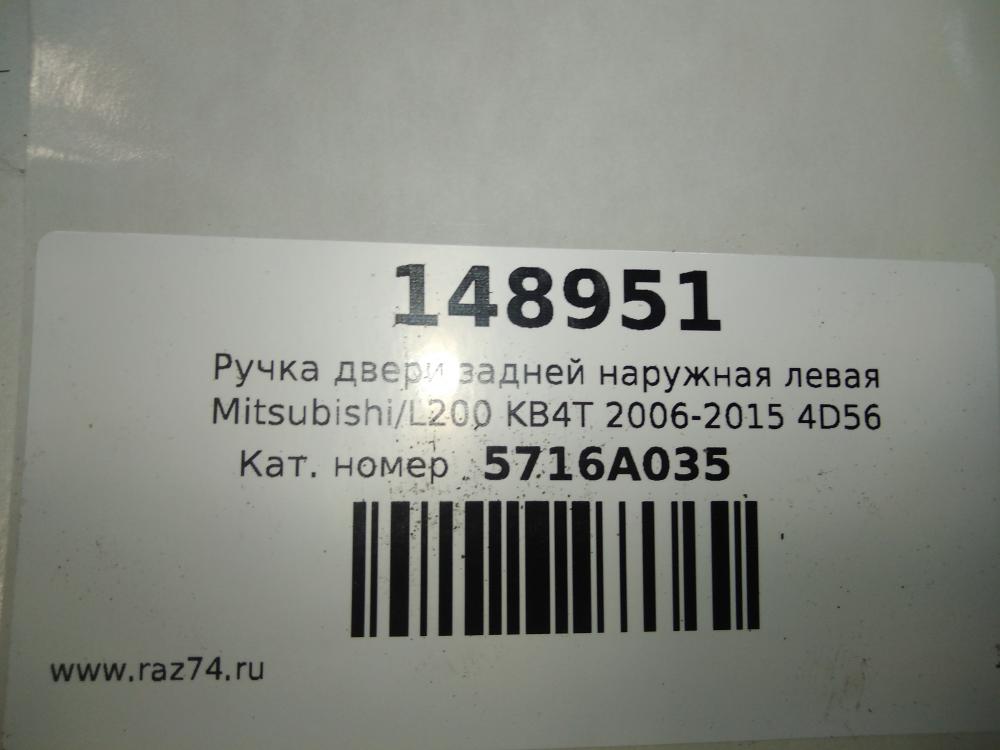 148951
Ручка двери задней наружная левая
Mitsubishi/L200 KB4T 2006-2015 4D56
Кат. номер 5716A035
www.raz74.ru